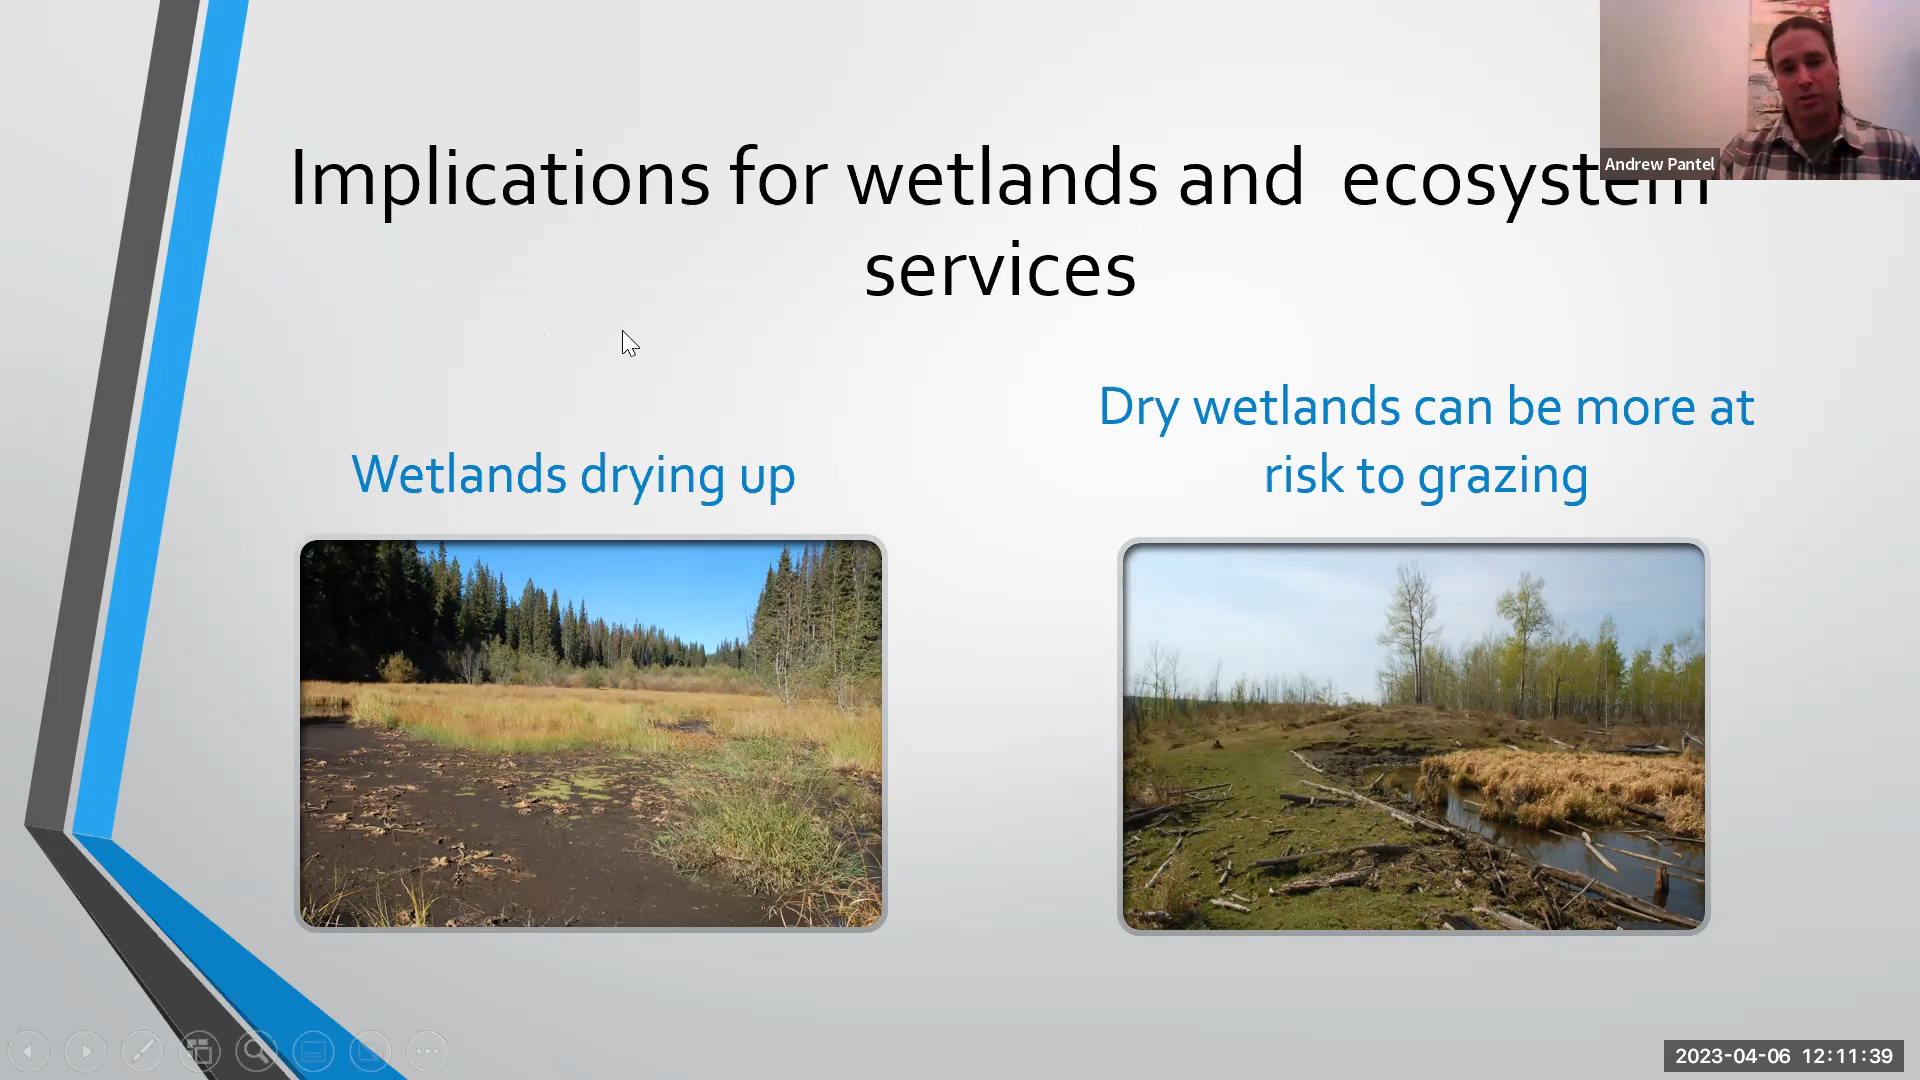 Implications for wetlands and ecosystem
services
Andrew Pantel
Wetlands drying up
Dry wetlands can be more at
risk to grazing
2023-04-06 12:11:39